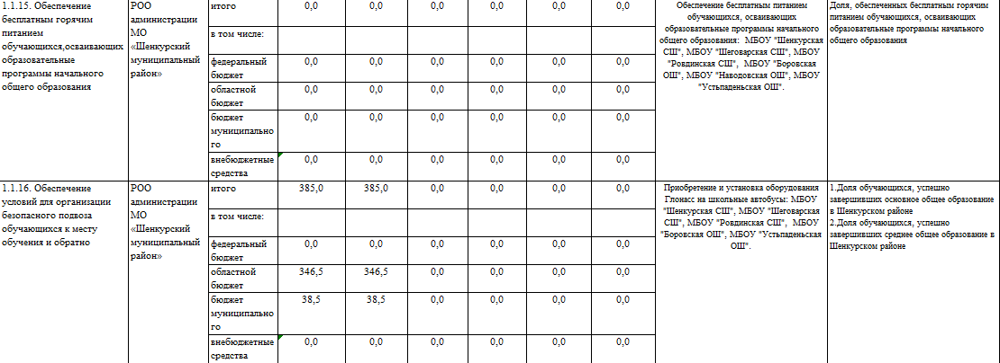 1.1.15. Обеспечение
бесплатным горячим
питанием
обучающихся,осваивающих
образовательные
программы начального
общего образования
РОО
администрации
МО
«Шенкурский
муниципальный
район»
итого 0,0 0,0 0,0 0,0 0,0 0,0
в том числе:
федеральный
бюджет 0,0 0,0 0,0 0,0 0,0 0,0
областной
бюджет 0,0 0,0 0,0 0,0 0,0 0,0
бюджет
муниципально
го 0,0 0,0 0,0 0,0 0,0 0,0
внебюджетные
средства 0,0 0,0 0,0 0,0 0,0 0,0
Обеспечение бесплатным питанием
обучающихся, осваивающих
образовательные программы начального
общего образования: МБОУ "Шенкурская
СШ", МБОУ "Шеговарская СШ", МБОУ
"Ровдинская СШ", МБОУ "Боровская
ОШ", МБОУ "Наводовская ОШ", МБОУ
"Устьпаденьская ОШ".
Доля, обеспеченных бесплатным горячим
питанием обучающихся, осваивающих
образовательные программы начального
общего образования
1.1.16. Обеспечение
условий для организации
безопасного подвоза
обучающихся к месту
обучения и обратно
РОО
администрации
МО
«Шенкурский
муниципальный
район»
итого 385,0 385,0 0,0 0,0 0,0 0,0
в том числе:
федеральный
бюджет 0,0 0,0 0,0 0,0 0,0 0,0
областной
бюджет 346,5 346,5 0,0 0,0 0,0 0,0
бюджет
муниципально
го 38,5 38,5 0,0 0,0 0,0 0,0
внебюджетные
средства 0,0 0,0 0,0 0,0 0,0 0,0
Приобретение и установка оборудования
Глонасс на школьные автобусы: МБОУ
"Шенкурская СШ", МБОУ "Шеговарская
СШ", МБОУ "Ровдинская СШ", МБОУ
"Боровская ОШ", МБОУ "Устьпаденьская
ОШ".
1.Доля обучающихся, успешно
завершивших основное общее образование
в Шенкурском районе
2.Доля обучающихся, успешно
завершивших среднее общее образование в
Шенкурском районе